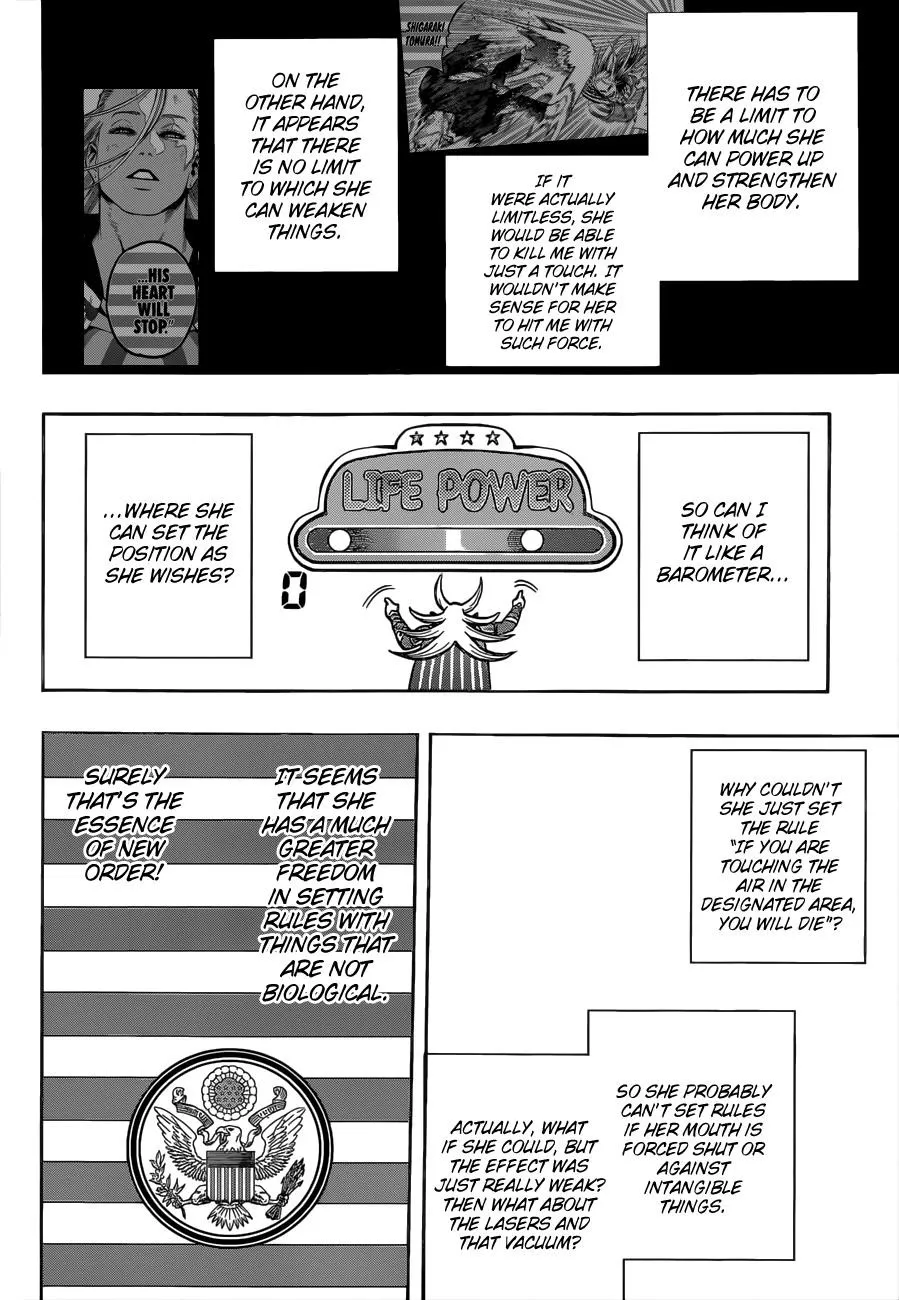 THERE HAS TO
BE A LIMIT TO
HOW MUCH SHE
CAN POWER UP
AND STRENGTHEN
HER BODY.
SHIGARAKI
TOMURA!!
IF IT
WERE ACTUALLY
LIMITLESS, SHE
WOULD BE ABLE
TO KILL ME WITH
JUST A TOUCH. IT
WOULDN'T MAKE
SENSE FOR HER
TO HIT ME WITH
SUCH FORCE.
ON THE
OTHER HAND,
IT APPEARS
THAT THERE
IS NO LIMIT
TO WHICH SHE
CAN WEAKEN
THINGS.
...HIS
HEART
WILL
STOP."
SO CAN I
THINK OF
IT LIKE A
BAROMETER...
LIFE POWER
0
...WHERE SHE
CAN SET THE
POSITION AS
SHE WISHES?
WHY COULDN'T
SHE JUST SET
THE RULE
"IF YOU ARE
TOUCHING THE
AIR IN THE
DESIGNATED AREA,
YOU WILL DIE"?
SO SHE PROBABLY
CAN'T SET RULES
IF HER MOUTH IS
FORCED SHUT OR
AGAINST
INTANGIBLE
THINGS.
ACTUALLY, WHAT
IF SHE COULD, BUT
THE EFFECT WAS
JUST REALLY WEAK?
THEN WHAT ABOUT
THE LASERS AND
THAT VACUUM?
IT SEEMS
THAT SHE
HAS A MUCH
GREATER
FREEDOM
IN SETTING
RULES WITH
THINGS THAT
ARE NOT
BIOLOGICAL.
SURELY
THAT'S THE
ESSENCE
OF NEW
ORDER!